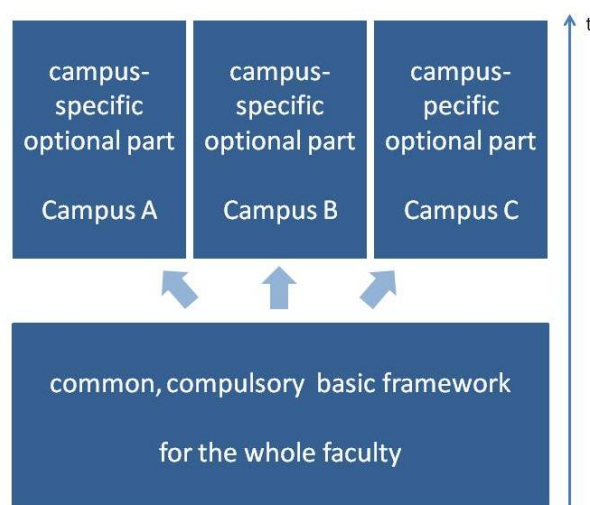 campus-
specific
optional part
Campus A
campus-
specific
optional part
Campus B
campus-
pecific
optional part
Campus C
t
common, compulsory basic framework
for the whole faculty